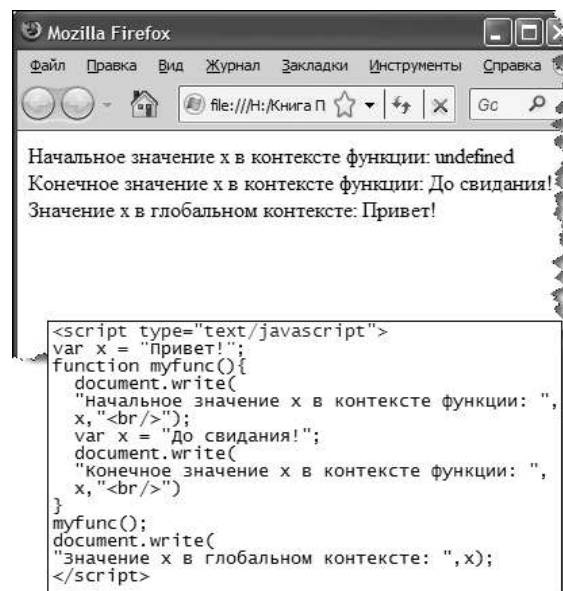 Mozilla Firefox
Файл Правка Вид Журнал Закладки Инструменты Справка
file:///H:/Книга П Go
Начальное значение x в контексте функции: undefined
Конечное значение x в контексте функции: До свидания!
Значение x в глобальном контексте: Привет!
<script type="text/javascript">
var x = "Привет!";
function myfunc(){
document.write(
"Начальное значение x в контексте функции: ",
x,"<br/>");
var x = "До свидания!";
document.write(
"Конечное значение x в контексте функции: ",
x,"<br/>")
}
myfunc();
document.write(
"Значение x в глобальном контексте: ",x);
</script>